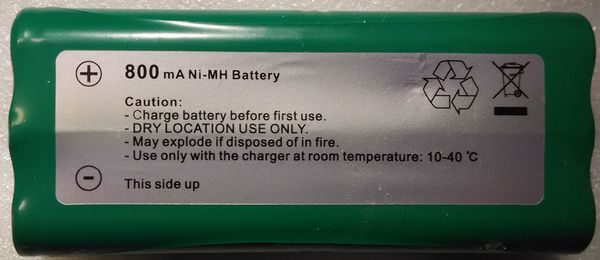 800 mA Ni-MH Battery
Caution:
- Charge battery before first use.
- DRY LOCATION USE ONLY.
- May explode if disposed of in fire.
- Use only with the charger at room temperature: 10-40 ℃
This side up